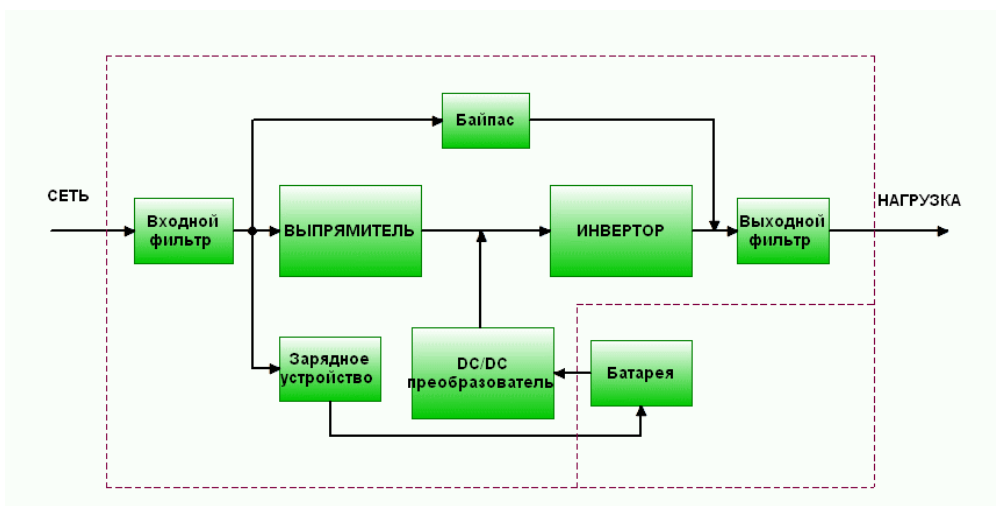 Байпас
СЕТЬ
Входной
фильтр
ВЫПРЯМИТЕЛЬ
ИНВЕРТОР
Выходной
фильтр
НАГРУЗКА
Зарядное
устройство
DC/DC
преобразователь
Батарея